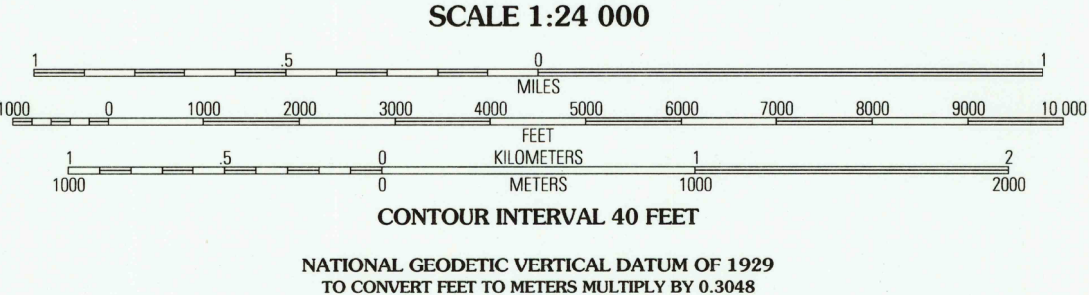 SCALE 1:24 000
1 .5 0 1
MILES
1000 0 1000 2000 3000 4000 5000 6000 7000 8000 9000 10 000
FEET
1 .5 0 KILOMETERS 1 2
1000 0 METERS 1000 2000
CONTOUR INTERVAL 40 FEET
NATIONAL GEODETIC VERTICAL DATUM OF 1929
TO CONVERT FEET TO METERS MULTIPLY BY 0.3048